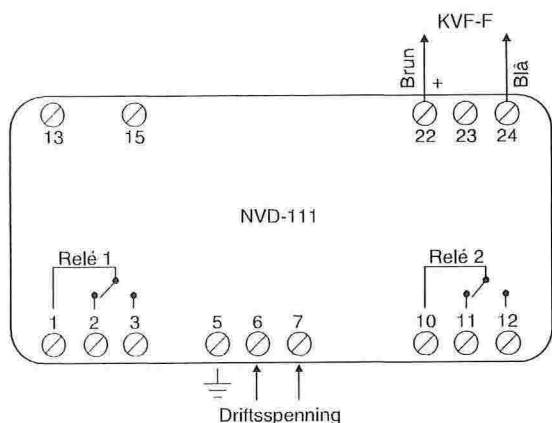 KVF-F
Brun
+
Blå
13 15 22 23 24
NVD-111
Relé 1 Relé 2
1 2 3 5 6 7 10 11 12
Driftsspenning